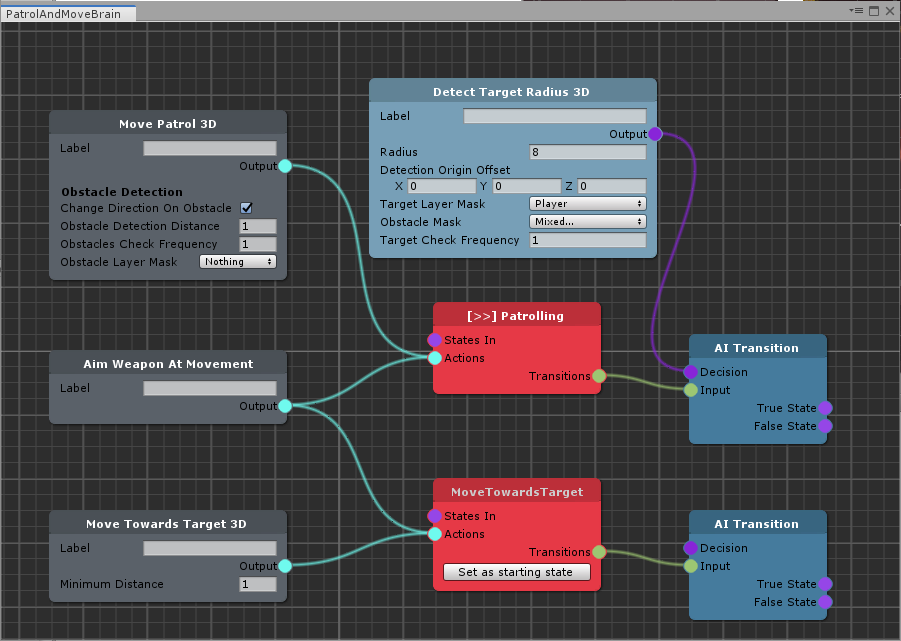 PatrolAndMoveBrain
Detect Target Radius 3D
Label
Output
Radius 8
Detection Origin Offset
X 0 Y 0 Z 0
Target Layer Mask Player
Obstacle Mask Mixed...
Target Check Frequency 1
Move Patrol 3D
Label
Output
Obstacle Detection
Change Direction On Obstacle
Obstacle Detection Distance 1
Obstacles Check Frequency 1
Obstacle Layer Mask Nothing
[>>] Patrolling
States In
Actions
Transitions
AI Transition
Decision
Input
True State
False State
Aim Weapon At Movement
Label
Output
MoveTowardsTarget
States In
Actions
Transitions
Set as starting state
AI Transition
Decision
Input
True State
False State
Move Towards Target 3D
Label
Output
Minimum Distance 1